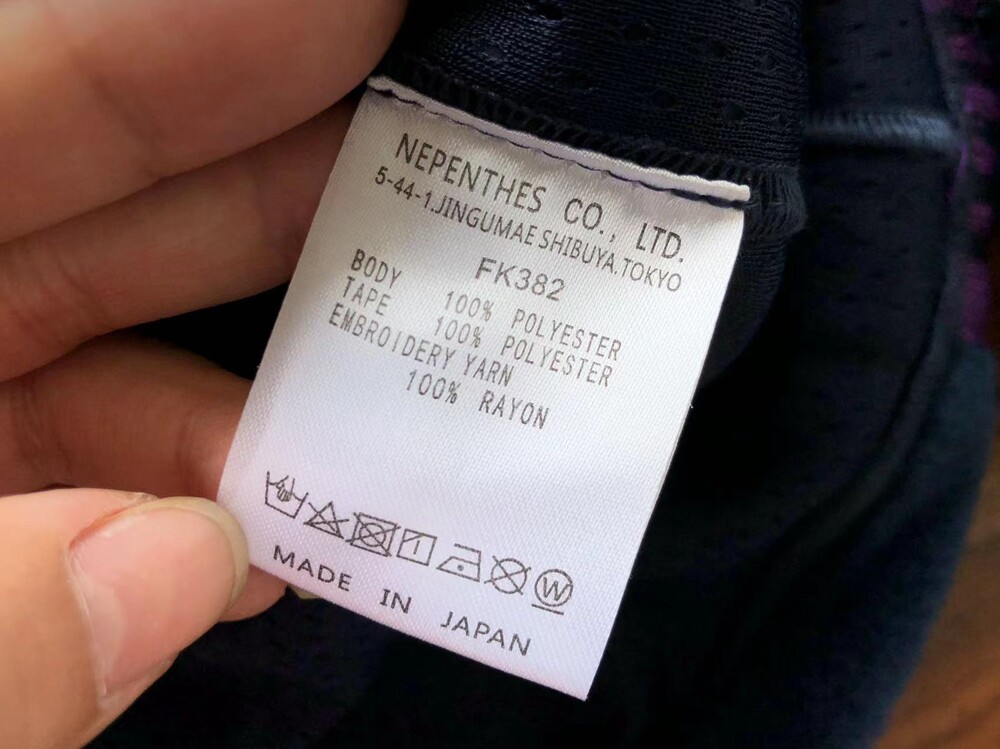 NEPENTHES CO., LTD.
5-44-1.JINGUMAE SHIBUYA.TOKYO
FK382
BODY 100% POLYESTER
TAPE 100% POLYESTER
EMBROIDERY YARN
100% RAYON
W
MADE IN JAPAN